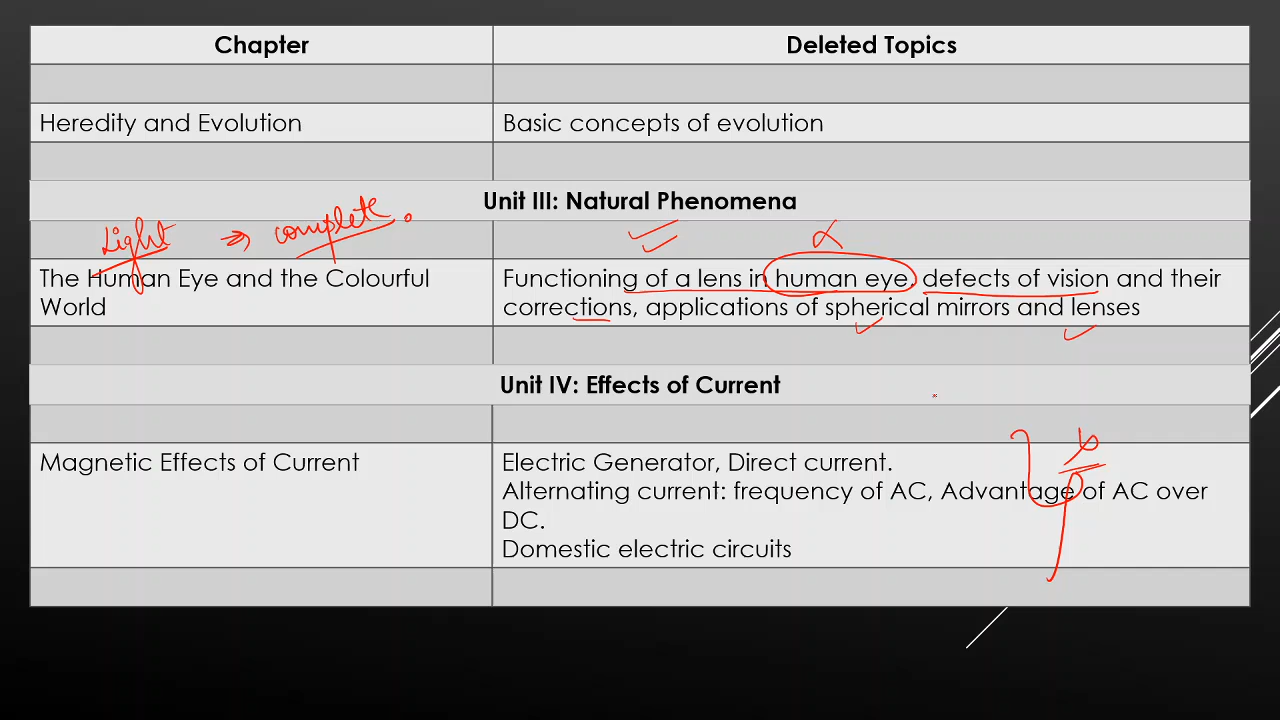 Chapter Deleted Topics
Heredity and Evolution Basic concepts of evolution
Unit III: Natural Phenomena
Light → complete.
The Human Eye and the Colourful Functioning of a lens in human eye, defects of vision and their
World corrections, applications of spherical mirrors and lenses
Unit IV: Effects of Current
Magnetic Effects of Current Electric Generator, Direct current.
Alternating current: frequency of AC, Advantage of AC over
DC.
Domestic electric circuits